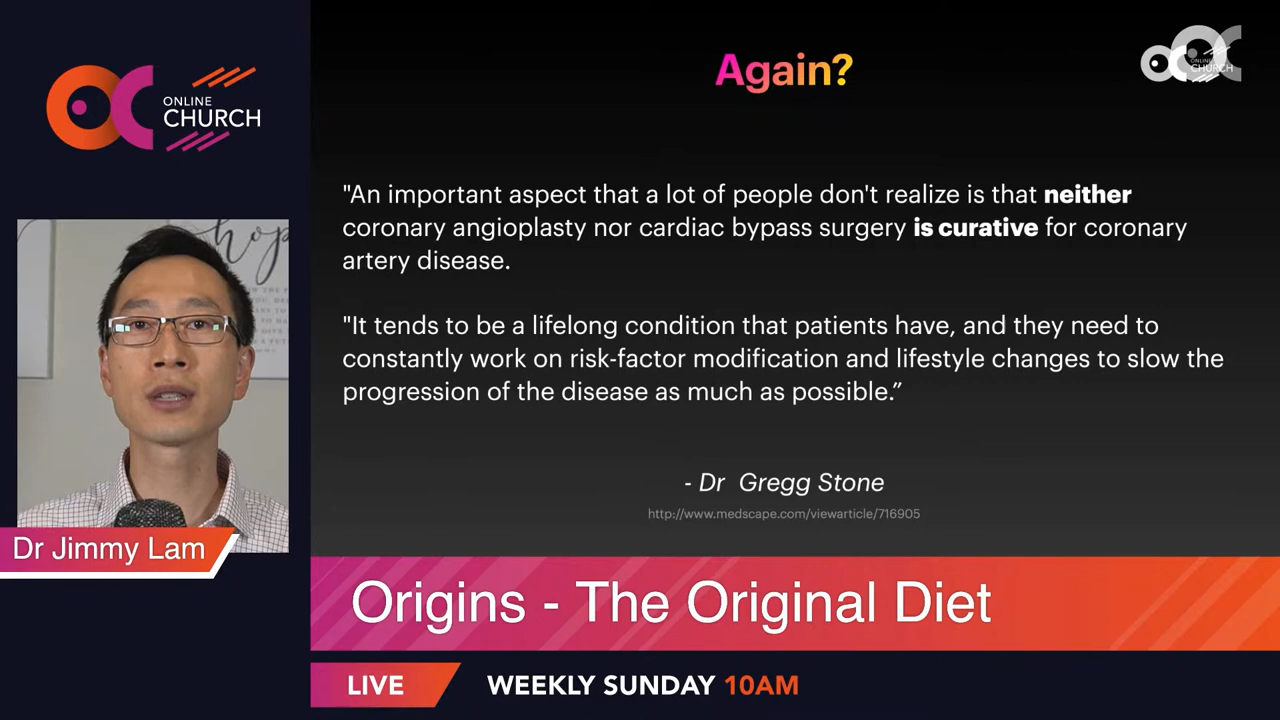 ONLINE
CHURCH
hope
Dr Jimmy Lam
Again?
ONLINE
CHURCH
"An important aspect that a lot of people don't realize is that neither
coronary angioplasty nor cardiac bypass surgery is curative for coronary
artery disease.
"It tends to be a lifelong condition that patients have, and they need to
constantly work on risk-factor modification and lifestyle changes to slow the
progression of the disease as much as possible.”
- Dr Gregg Stone
http://www.medscape.com/viewarticle/716905
Origins - The Original Diet
LIVE
WEEKLY SUNDAY 10AM